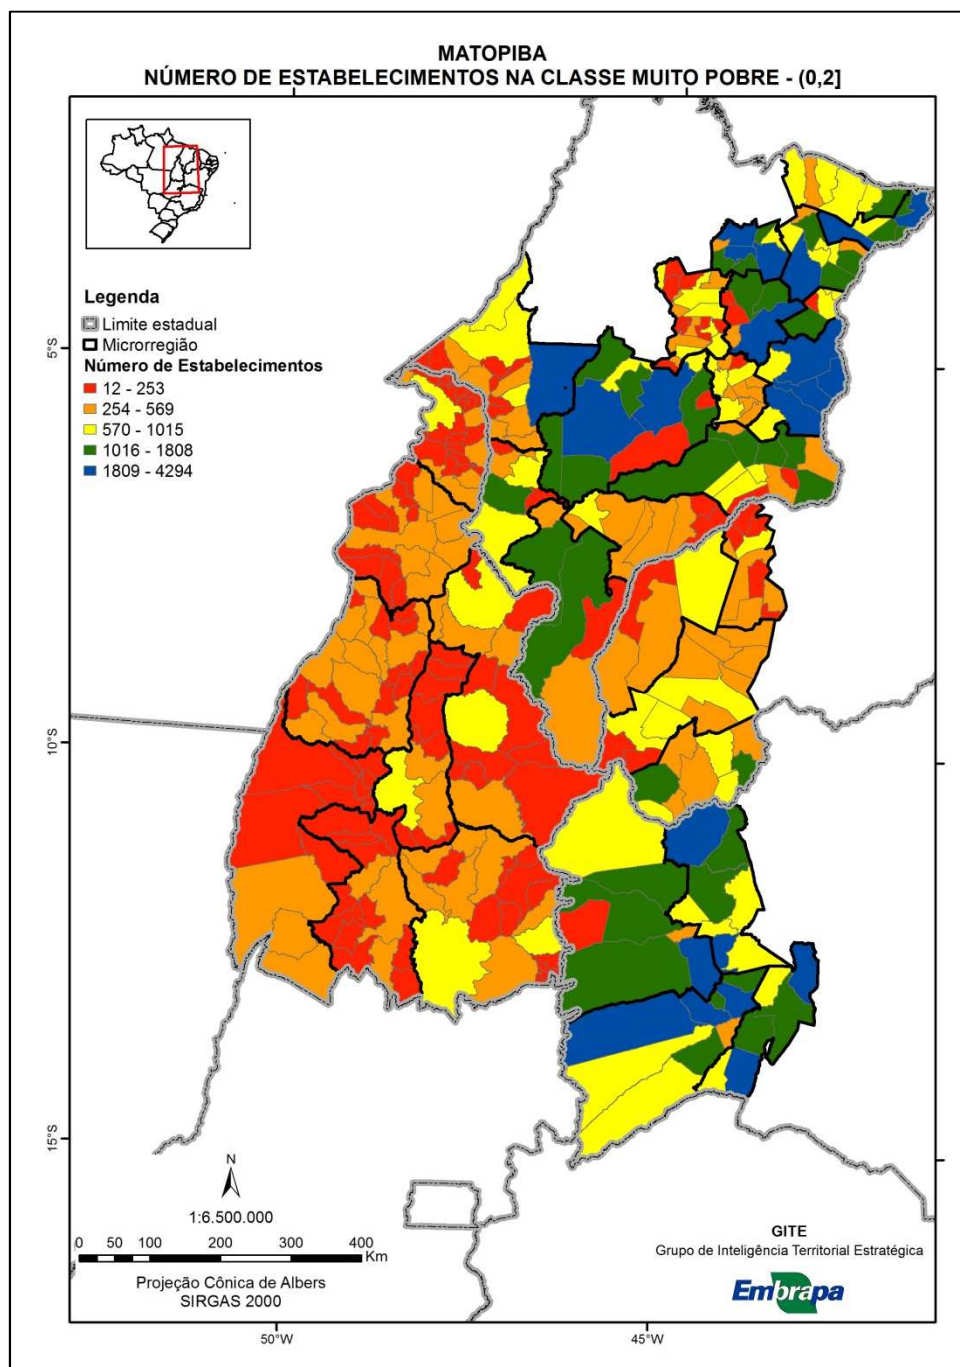 MATOPIBA
NÚMERO DE ESTABELECIMENTOS NA CLASSE MUITO POBRE - (0,2]
Legenda
Limite estadual
Microrregião
Número de Estabelecimentos
12 - 253
254 - 569
570 - 1015
1016 - 1808
1809 - 4294
5°S
10°S
15°S
N
1:6.500.000
0 50 100 200 300 400
Km
Projeção Cônica de Albers
SIRGAS 2000
GITE
Grupo de Inteligência Territorial Estratégica
Embrapa
50°W
45°W